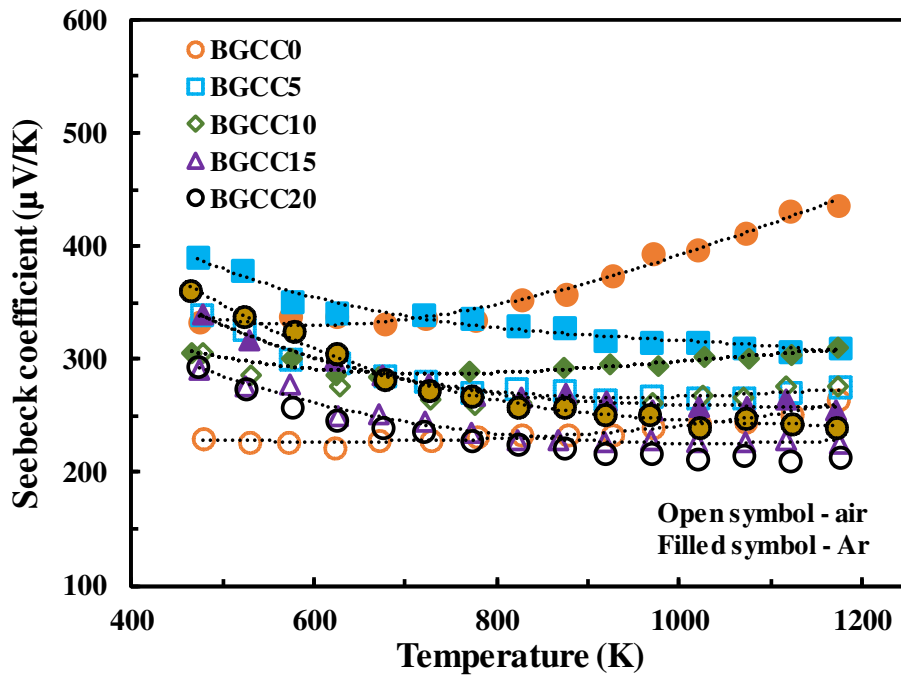 600
500
400
300
200
100
Seebeck coefficient (µV/K)
BGCC0
BGCC5
BGCC10
BGCC15
BGCC20
Open symbol - air
Filled symbol - Ar
400 600 800 1000 1200
Temperature (K)